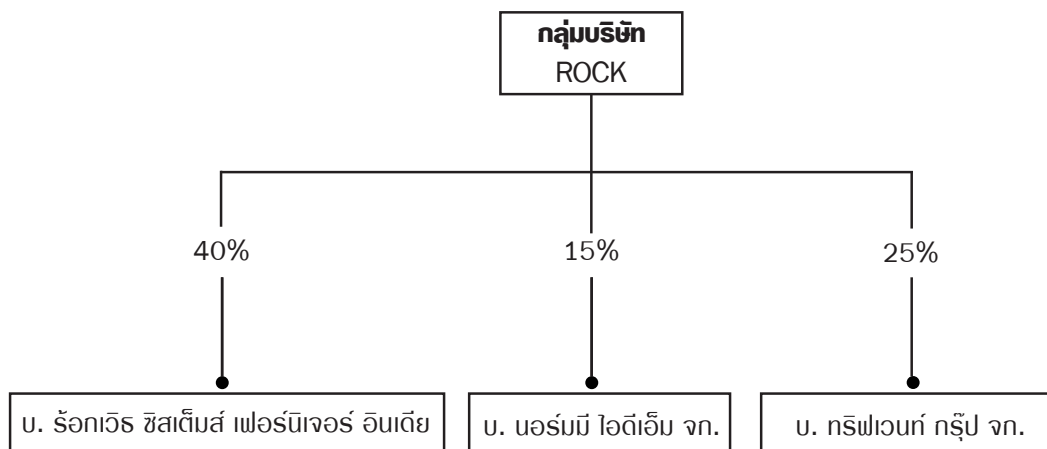 กลุ่มบริษัท
ROCK
40%
15%
25%
บ. ร้อกเวิธ ซิสเต็มส์ เฟอร์นิเจอร์ อินเดีย
บ. นอร์มมี ไอดีเอ็ม จก.
บ. ทริฟเวนท์ กรุ๊ป จก.